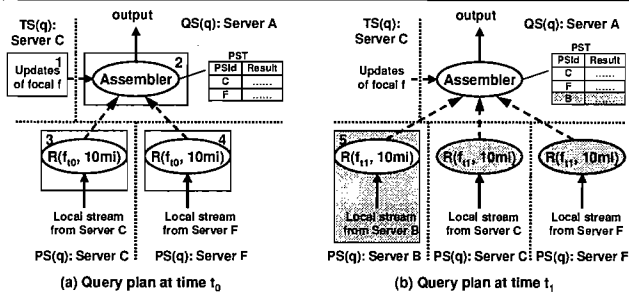 output
TS(q):
Server C
QS(q): Server A
1
Updates
of focal f
2
Assembler
PST
PSId Result
C ......
F ......
3
R(f_t0, 10mi)
4
R(f_t0, 10mi)
Local stream
from Server C
Local stream
from Server F
PS(q): Server C
PS(q): Server F
(a) Query plan at time t_0
output
TS(q):
Server C
QS(q): Server A
Updates
of focal f
Assembler
PST
PSId Result
C ......
F ......
B ......
5
R(f_t1, 10mi)
R(f_t1, 10mi)
R(f_t1, 10mi)
Local stream
from Server B
Local stream
from Server C
Local stream
from Server F
PS(q): Server B
PS(q): Server C
PS(q): Server F
(b) Query plan at time t_1